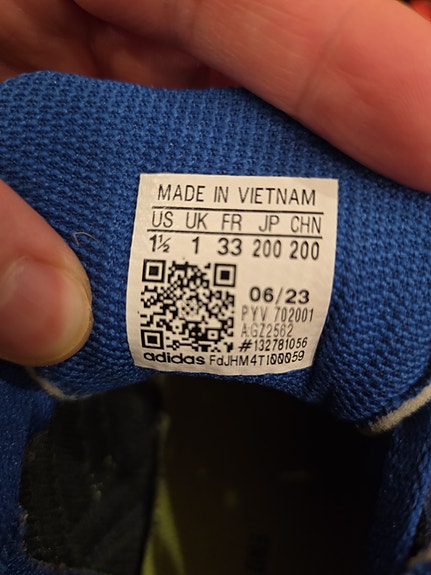 MADE IN VIETNAM
US UK FR JP CHN
1½ 1 33 200 200
06/23
PYV 702001
AGZ2562
#132781056
adidas FdJHM4TI00059